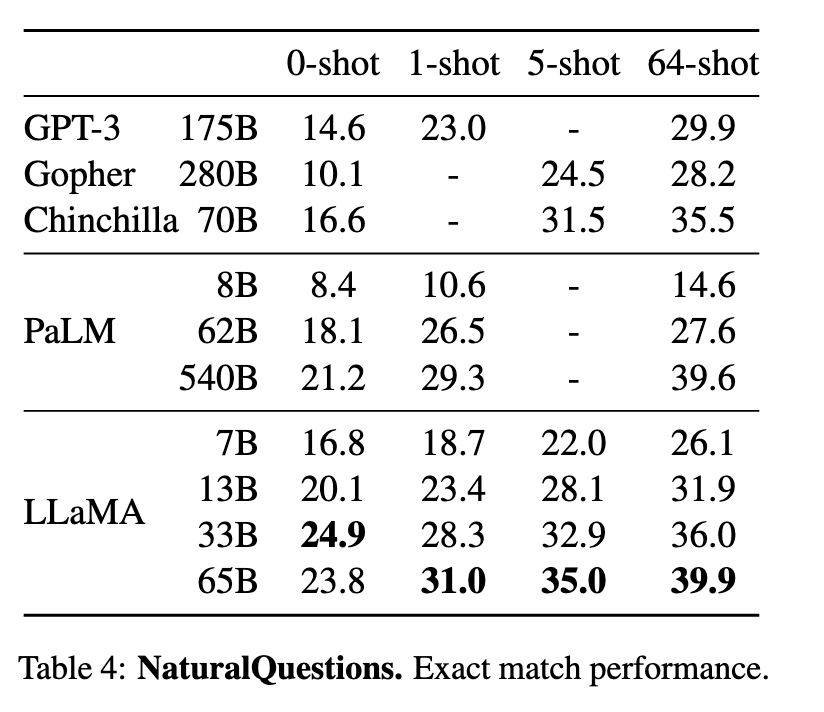 0-shot 1-shot 5-shot 64-shot
GPT-3 175B 14.6 23.0 - 29.9
Gopher 280B 10.1 - 24.5 28.2
Chinchilla 70B 16.6 - 31.5 35.5
8B 8.4 10.6 - 14.6
PaLM 62B 18.1 26.5 - 27.6
540B 21.2 29.3 - 39.6
7B 16.8 18.7 22.0 26.1
13B 20.1 23.4 28.1 31.9
LLaMA
33B 24.9 28.3 32.9 36.0
65B 23.8 31.0 35.0 39.9
Table 4: NaturalQuestions. Exact match performance.